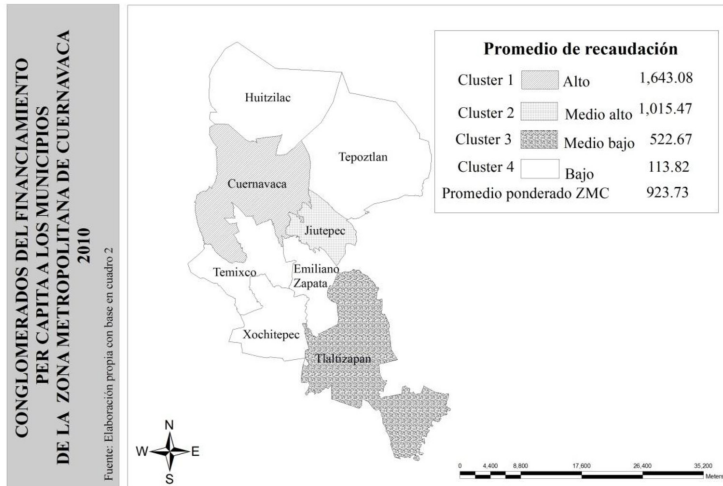 CONGLOMERADOS DEL FINANCIAMIENTO
PER CAPITA A LOS MUNICIPIOS
DE LA ZONA METROPOLITANA DE CUERNAVACA
2010
Fuente: Elaboración propia con base en cuadro 2
Promedio de recaudación
Cluster 1 Alto 1,643.08
Cluster 2 Medio alto 1,015.47
Cluster 3 Medio bajo 522.67
Cluster 4 Bajo 113.82
Promedio ponderado ZMC 923.73
Huitzilac
Tepoztlan
Cuernavaca
Jiutepec
Temixco
Emiliano
Zapata
Xochitepec
Tlaltizapan
N
W E
S
0 4,400 8,800 17,600 26,400 35,200
Meters